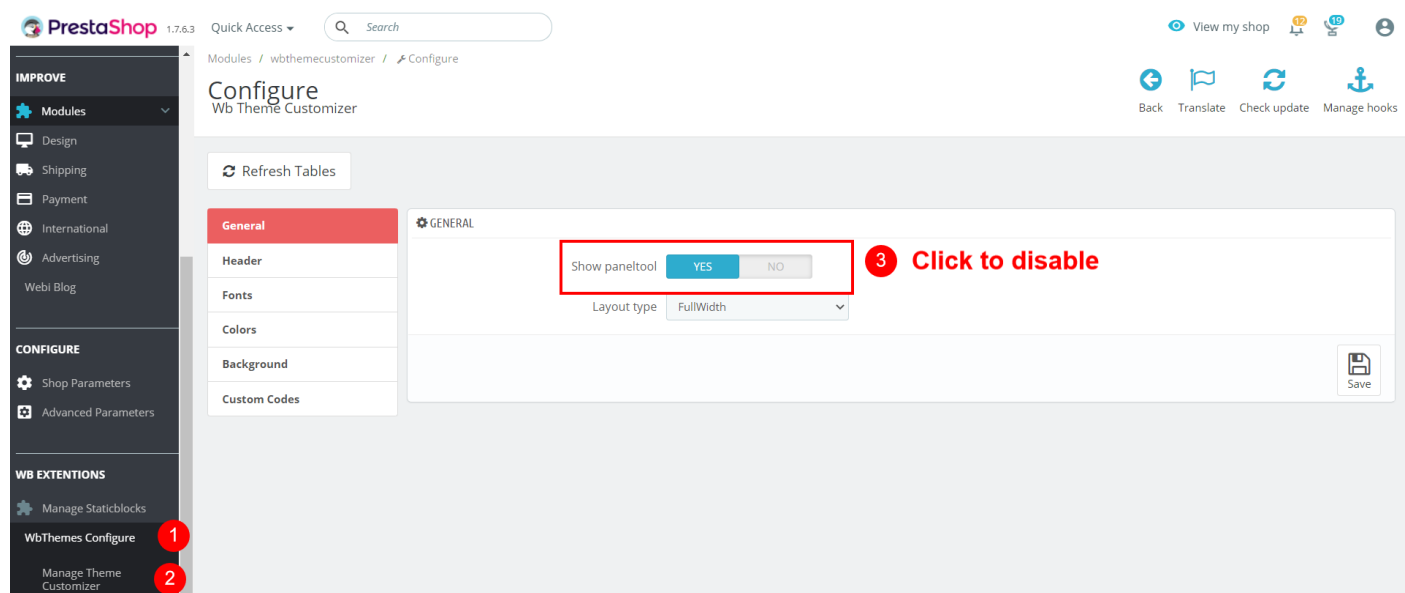 PrestaShop 1.7.6.3 Quick Access Search View my shop 12 19
IMPROVE
Modules
Design
Shipping
Payment
International
Advertising
Webi Blog
CONFIGURE
Shop Parameters
Advanced Parameters
WB EXTENTIONS
Manage Staticblocks
WbThemes Configure 1
Manage Theme
Customizer 2
Modules / wbthemecustomizer / Configure
Configure
Wb Theme Customizer
Back Translate Check update Manage hooks
Refresh Tables
General
Header
Fonts
Colors
Background
Custom Codes
GENERAL
Show paneltool YES NO
3 Click to disable
Layout type FullWidth
Save